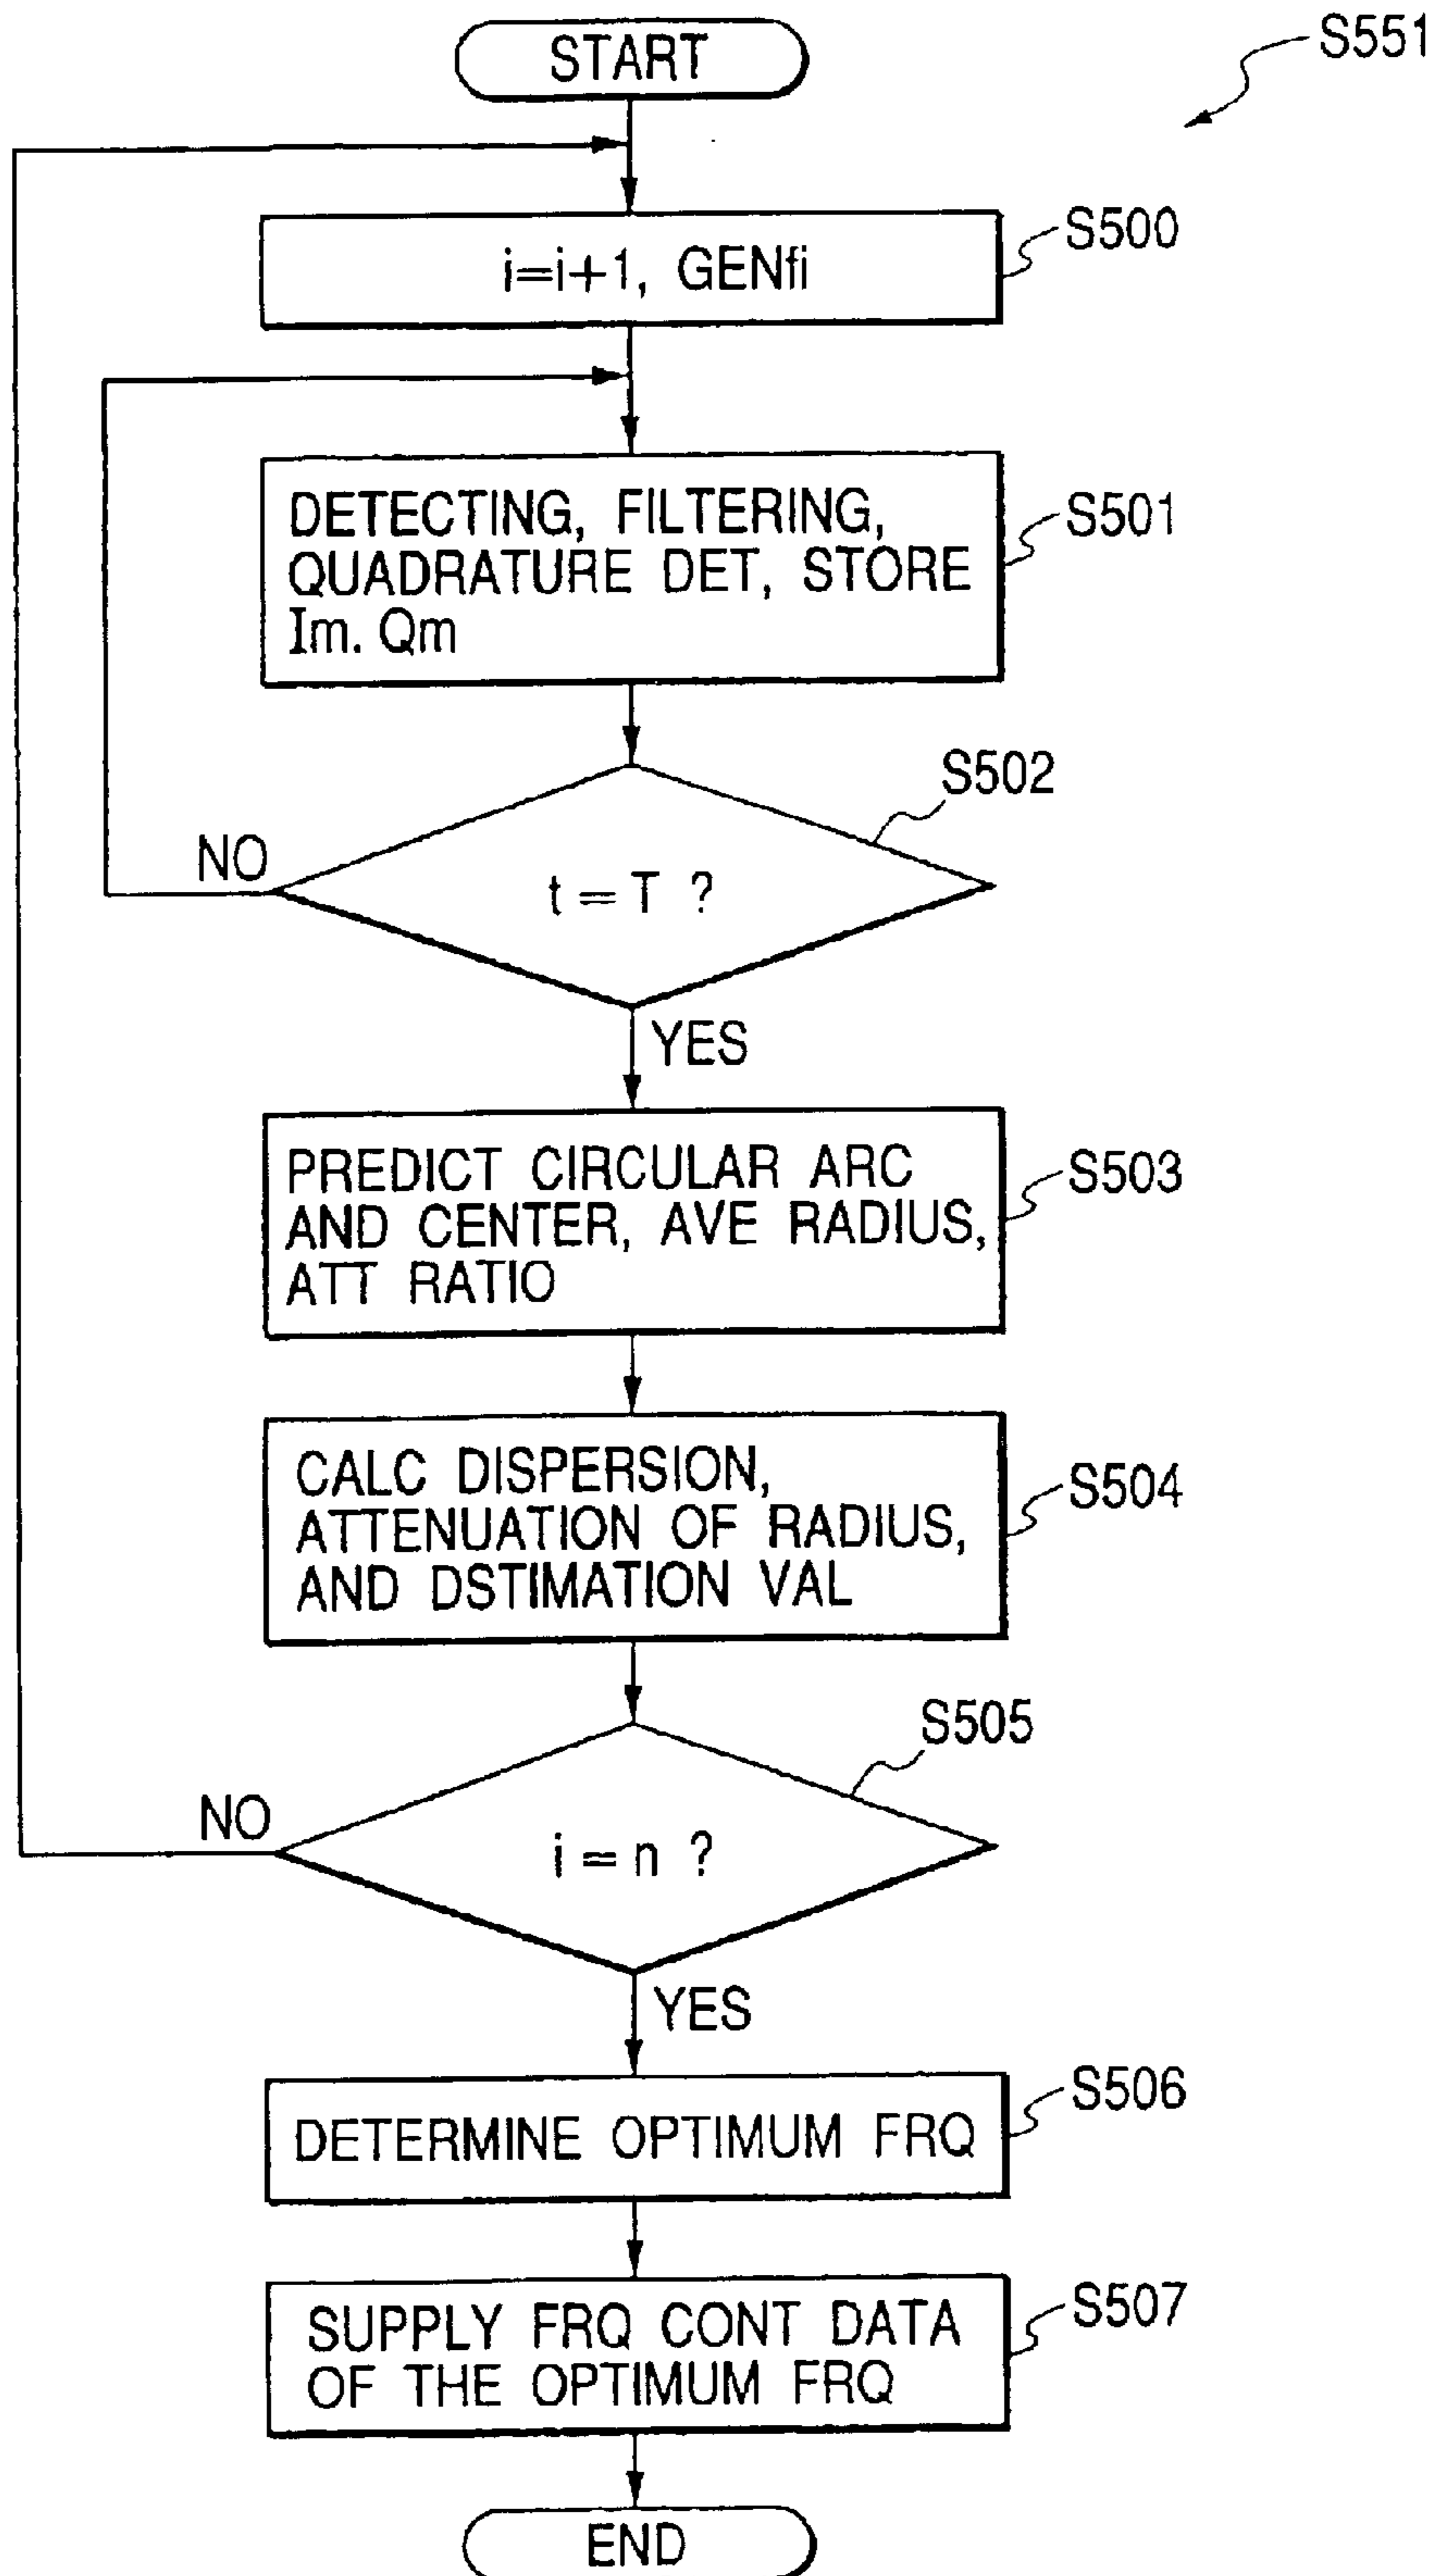 START
S551
i=i+1, GENfi
S500
DETECTING, FILTERING,
QUADRATURE DET, STORE
Im. Qm
S501
S502
t = T ?
NO
YES
PREDICT CIRCULAR ARC
AND CENTER, AVE RADIUS,
ATT RATIO
S503
CALC DISPERSION,
ATTENUATION OF RADIUS,
AND DSTIMATION VAL
S504
S505
i = n ?
NO
YES
DETERMINE OPTIMUM FRQ
S506
SUPPLY FRQ CONT DATA
OF THE OPTIMUM FRQ
S507
END